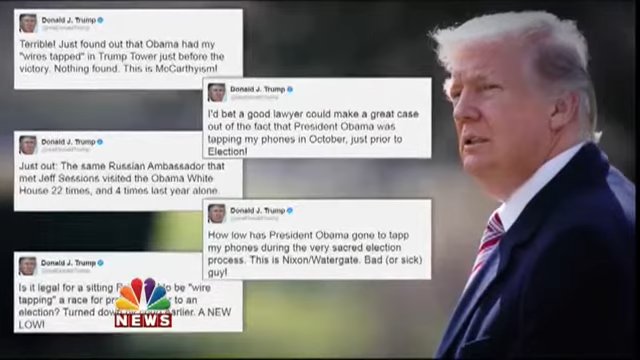 Donald J. Trump
Terrible! Just found out that Obama had my
"wires tapped" in Trump Tower just before the
victory. Nothing found. This is McCarthyism!
Donald J. Trump
I'd bet a good lawyer could make a great case
out of the fact that President Obama was
tapping my phones in October, just prior to
Election!
Donald J. Trump
Just out: The same Russian Ambassador that
met Jeff Sessions visited the Obama White
House 22 times, and 4 times last year alone.
Donald J. Trump
How low has President Obama gone to tapp
my phones during the very sacred election
process. This is Nixon/Watergate. Bad (or sick)
guy!
Donald J. Trump
Is it legal for a sitting to be "wire
tapping" a race for to an
election? Turned earlier. A NEW
LOW!
NEWS